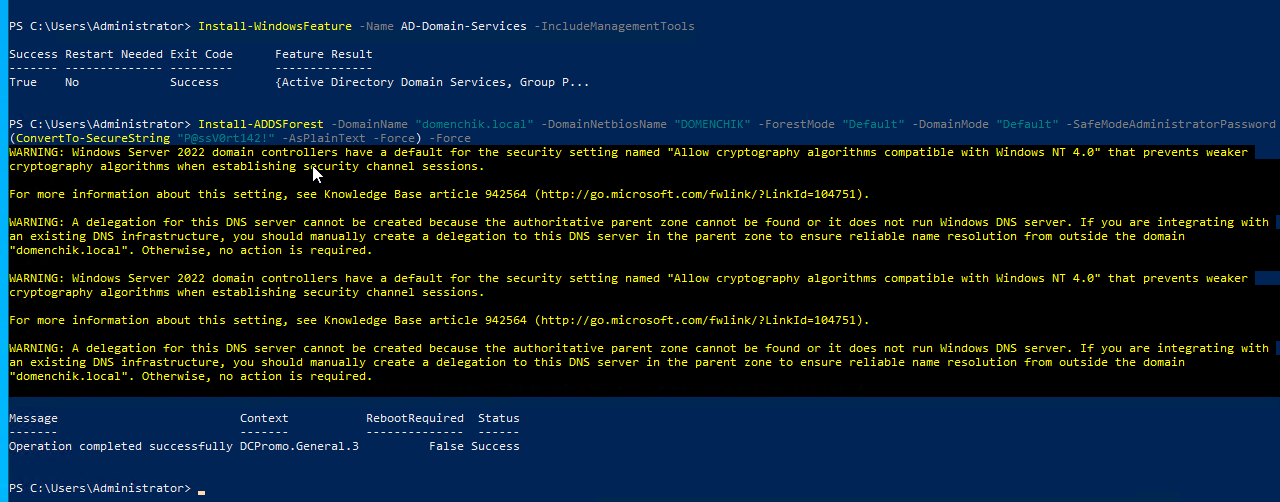 PS C:\Users\Administrator> Install-WindowsFeature -Name AD-Domain-Services -IncludeManagementTools
Success Restart Needed Exit Code      Feature Result
------- -------------- ---------      --------------
True    No             Success        {Active Directory Domain Services, Group P...
PS C:\Users\Administrator> Install-ADDSForest -DomainName "domenchik.local" -DomainNetbiosName "DOMENCHIK" -ForestMode "Default" -DomainMode "Default" -SafeModeAdministratorPassword
(ConvertTo-SecureString "P@ssV0rt142!" -AsPlainText -Force) -Force
WARNING: Windows Server 2022 domain controllers have a default for the security setting named "Allow cryptography algorithms compatible with Windows NT 4.0" that prevents weaker
cryptography algorithms when establishing security channel sessions.
For more information about this setting, see Knowledge Base article 942564 (http://go.microsoft.com/fwlink/?LinkId=104751).
WARNING: A delegation for this DNS server cannot be created because the authoritative parent zone cannot be found or it does not run Windows DNS server. If you are integrating with
an existing DNS infrastructure, you should manually create a delegation to this DNS server in the parent zone to ensure reliable name resolution from outside the domain
"domenchik.local". Otherwise, no action is required.
WARNING: Windows Server 2022 domain controllers have a default for the security setting named "Allow cryptography algorithms compatible with Windows NT 4.0" that prevents weaker
cryptography algorithms when establishing security channel sessions.
For more information about this setting, see Knowledge Base article 942564 (http://go.microsoft.com/fwlink/?LinkId=104751).
WARNING: A delegation for this DNS server cannot be created because the authoritative parent zone cannot be found or it does not run Windows DNS server. If you are integrating with
an existing DNS infrastructure, you should manually create a delegation to this DNS server in the parent zone to ensure reliable name resolution from outside the domain
"domenchik.local". Otherwise, no action is required.
Message                          Context           RebootRequired  Status
-------                          -------           --------------  ------
Operation completed successfully DCPromo.General.3          False Success
PS C:\Users\Administrator>